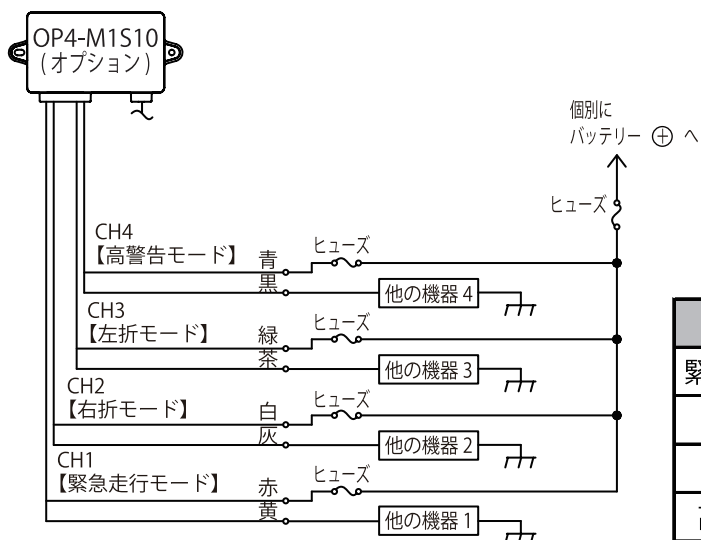 OP4-M1S10
(オプション)
個別に
バッテリー ⊕ へ
ヒューズ
CH4
【高警告モード】
青
黒
ヒューズ
他の機器 4
CH3
【左折モード】
緑
茶
ヒューズ
他の機器 3
CH2
【右折モード】
白
灰
ヒューズ
他の機器 2
CH1
【緊急走行モード】
赤
黄
ヒューズ
他の機器 1
緊